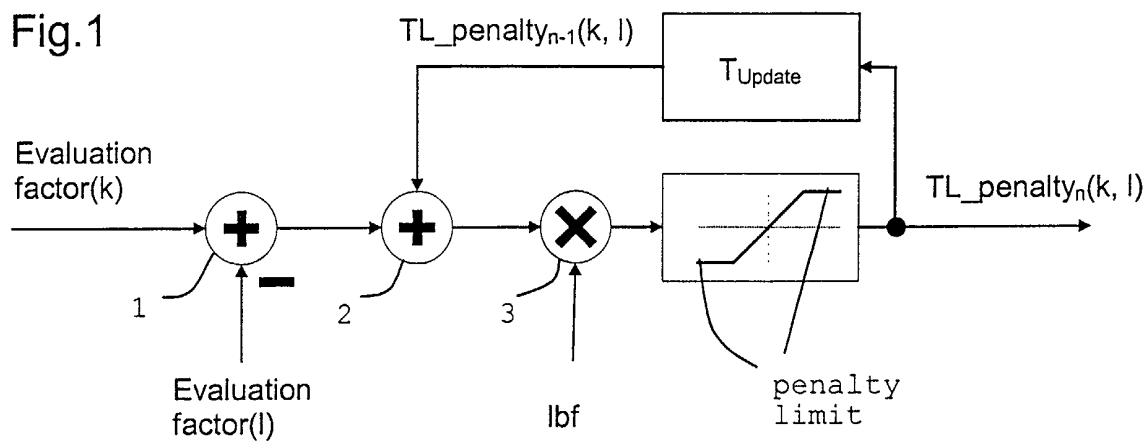 Fig.1
TL_penaltyn-1(k, l)
TUpdate
Evaluation
factor(k)
TL_penaltyn(k, l)
1
2
3
Evaluation
factor(l)
lbf
penalty
limit